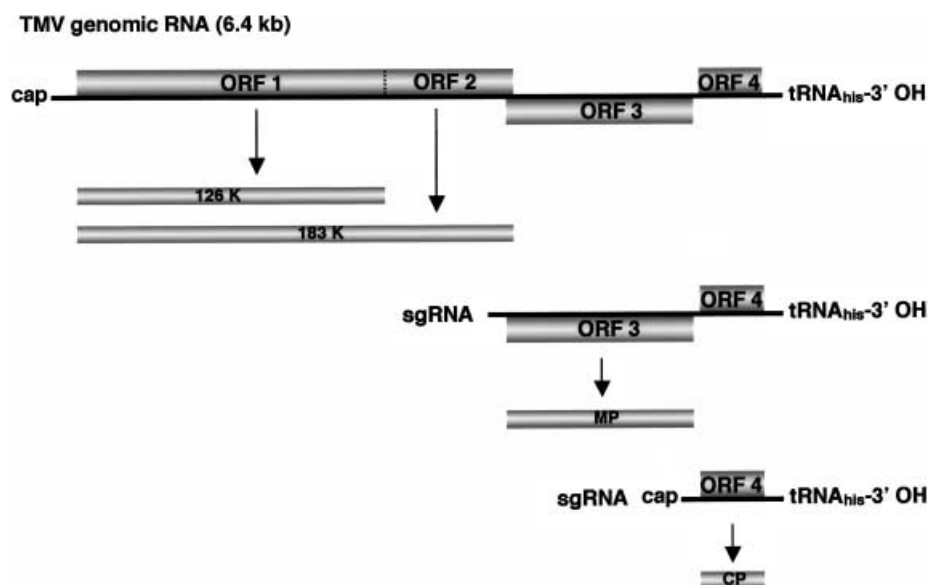 TMV genomic RNA (6.4 kb)
ORF 1 ORF 2 ORF 4
cap tRNAhis-3' OH
ORF 3
126 K
183 K
ORF 4
sgRNA tRNAhis-3' OH
ORF 3
MP
ORF 4
sgRNA cap tRNAhis-3' OH
CP